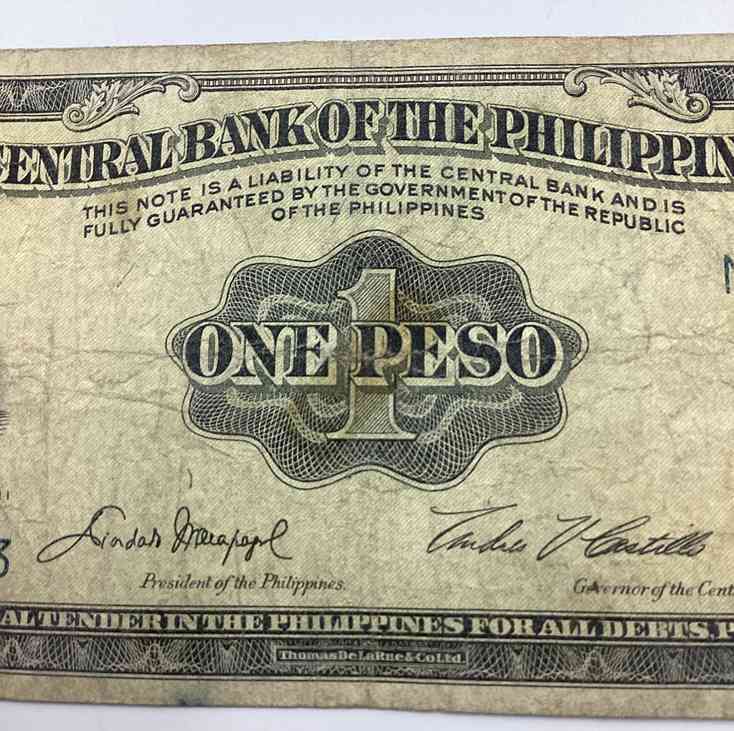 CENTRAL BANK OF THE PHILIPPIN
THIS NOTE IS A LIABILITY OF THE CENTRAL BANK AND IS
FULLY GUARANTEED BY THE GOVERNMENT OF THE REPUBLIC
OF THE PHILIPPINES
N
1
ONE PESO
3
Diosdado Macapagal
Andres V Castillo
President of the Philippines.
Governor of the Cent
AL TENDER IN THE PHILIPPINES FOR ALL DEBTS, P
Thomas De La Rue & Co Ltd